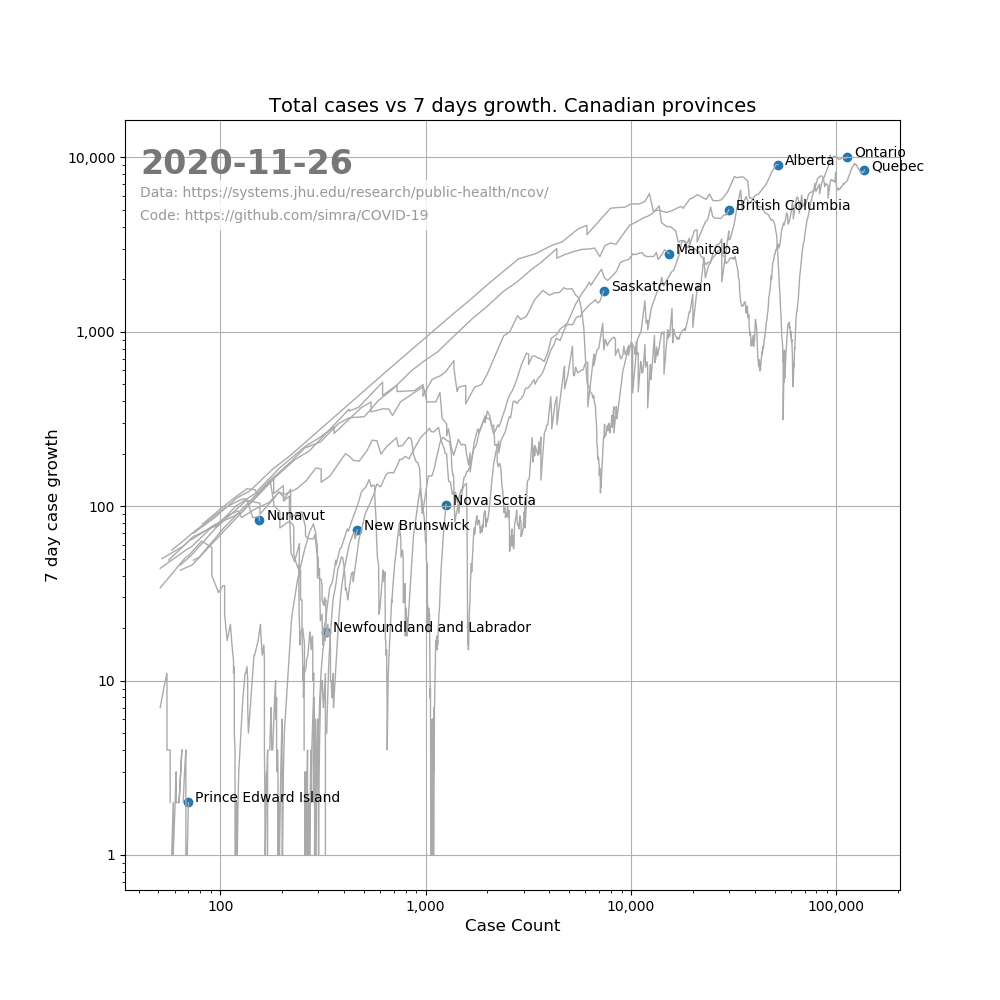 Total cases vs 7 days growth. Canadian provinces
2020-11-26
Data: https://systems.jhu.edu/research/public-health/ncov/
Code: https://github.com/simra/COVID-19
10,000
1,000
100
10
1
7 day case growth
Alberta
Ontario
Quebec
British Columbia
Manitoba
Saskatchewan
Nova Scotia
Nunavut
New Brunswick
Newfoundland and Labrador
Prince Edward Island
100
1,000
10,000
100,000
Case Count